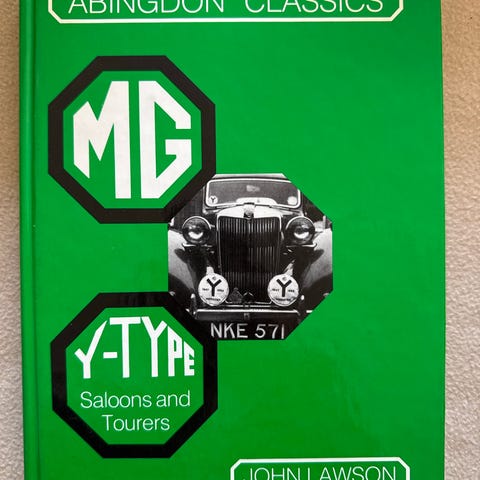 ABINGDON CLASSICS
MG
Y
Y
Y
NKE 571
Y-TYPE
Saloons and
Tourers
JOHN LAWSON